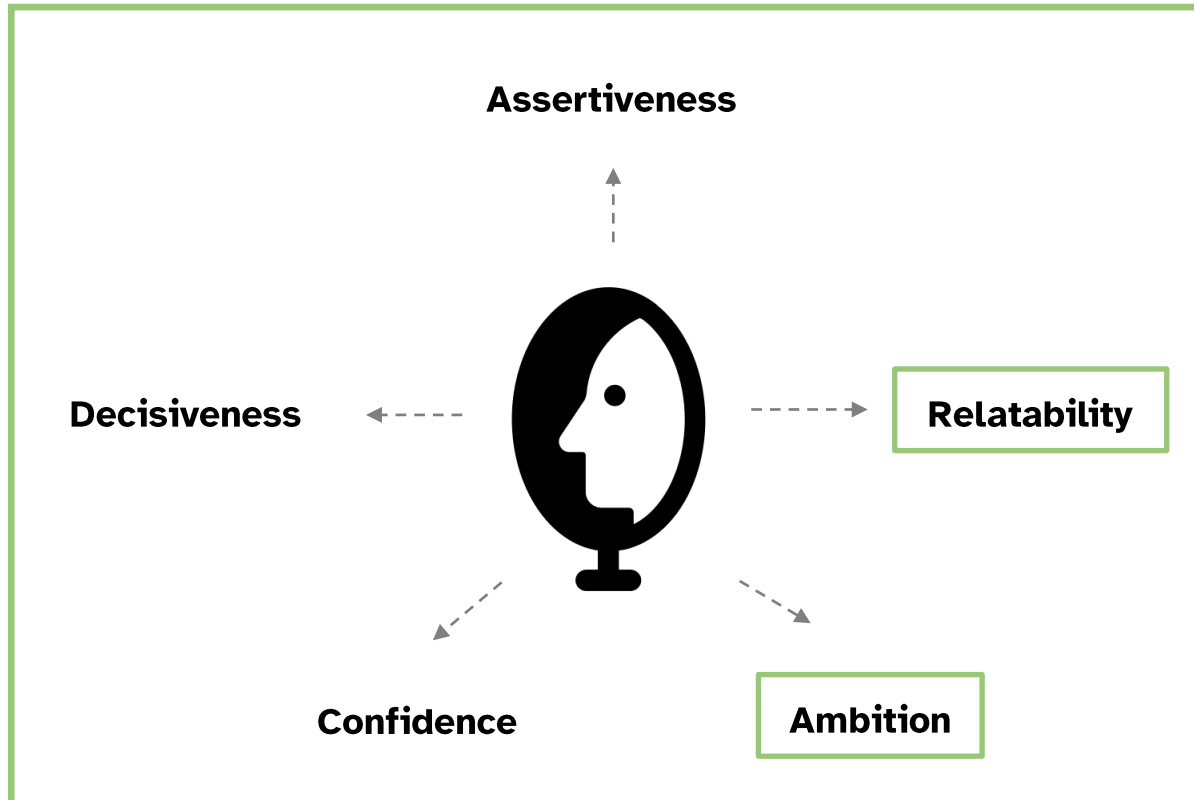 Assertiveness
Decisiveness
Relatability
Confidence
Ambition